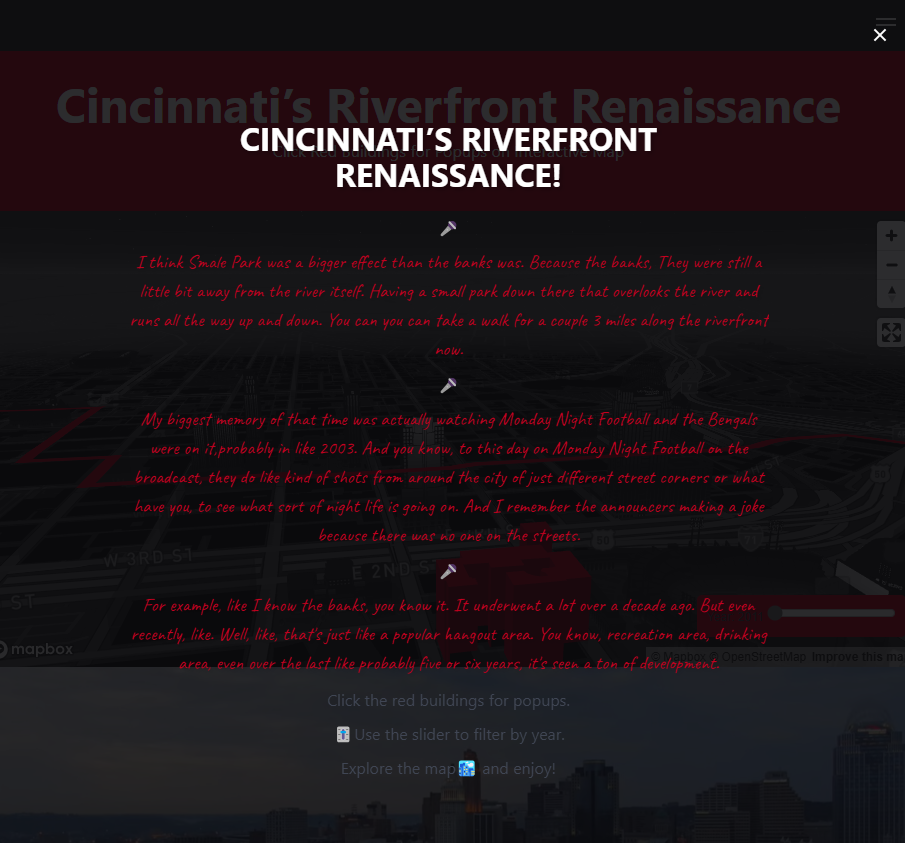 Cincinnati’s Riverfront Renaissance
Click Red Buildings for Popups on Interactive Map
CINCINNATI’S RIVERFRONT
RENAISSANCE!
I think Smale Park was a bigger effect than the banks was. Because the banks, They were still a
little bit away from the river itself. Having a small park down there that overlooks the river and
runs all the way up and down. You can you can take a walk for a couple 3 miles along the riverfront
now.
My biggest memory of that time was actually watching Monday Night Football and the Bengals
were on it,probably in like 2003. And you know, to this day on Monday Night Football on the
broadcast, they do like kind of shots from around the city of just different street corners or what
have you, to see what sort of night life is going on. And I remember the announcers making a joke
because there was no one on the streets.
W 3RD ST
E 2ND ST
ST
For example, like I know the banks, you know it. It underwent a lot over a decade ago. But even
recently, like. Well, like, that's just like a popular hangout area. You know, recreation area, drinking
area, even over the last like probably five or six years, it's seen a ton of development.
mapbox
© Mapbox © OpenStreetMap Improve this ma
Click the red buildings for popups.
Use the slider to filter by year.
Explore the map and enjoy!